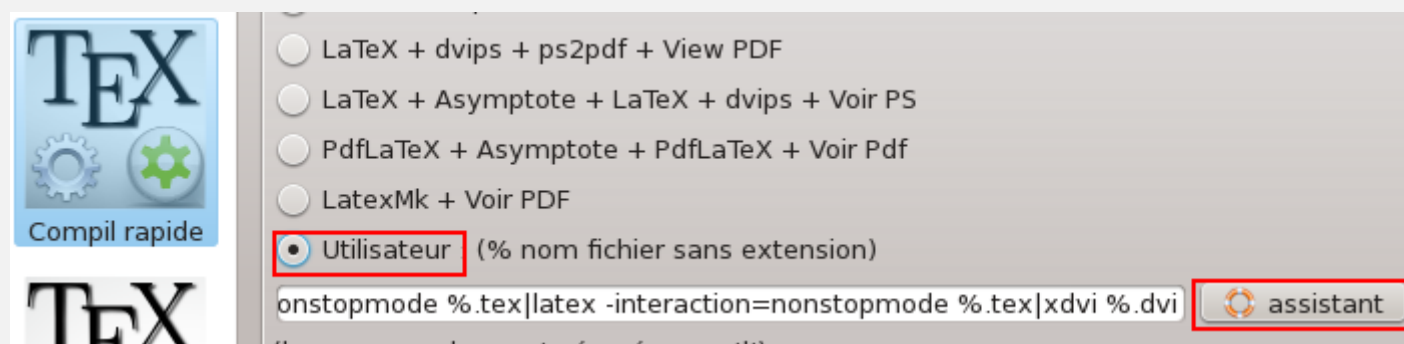 TEX
Compil rapide
TEX
LaTeX + dvips + ps2pdf + View PDF
LaTeX + Asymptote + LaTeX + dvips + Voir PS
PdfLaTeX + Asymptote + PdfLaTeX + Voir Pdf
LatexMk + Voir PDF
Utilisateur : (% nom fichier sans extension)
onstopmode %.tex|latex -interaction=nonstopmode %.tex|xdvi %.dvi
assistant